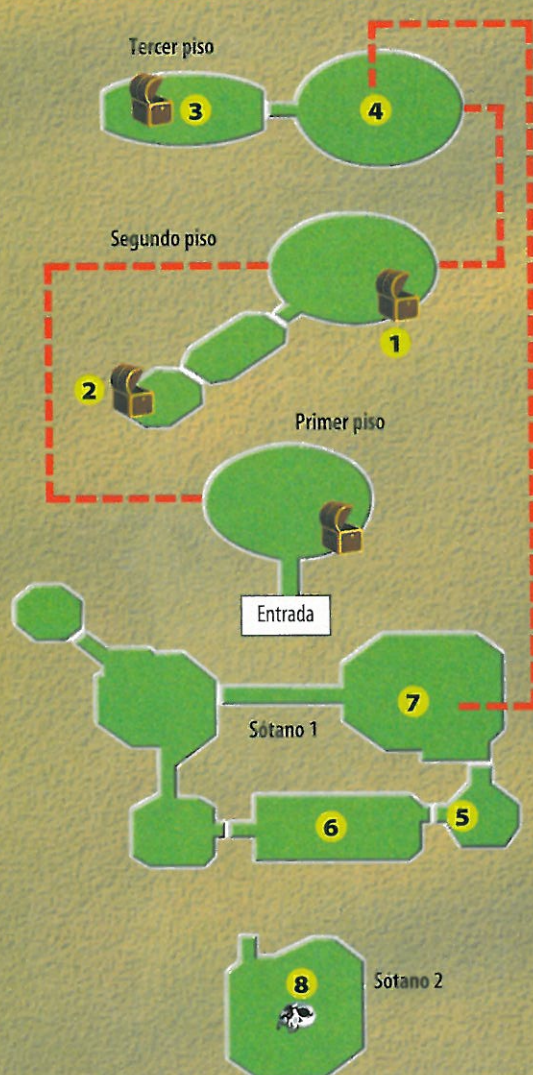 Tercer piso
3
4
Segundo piso
1
2
Primer piso
Entrada
7
Sótano 1
6
5
8
Sótano 2